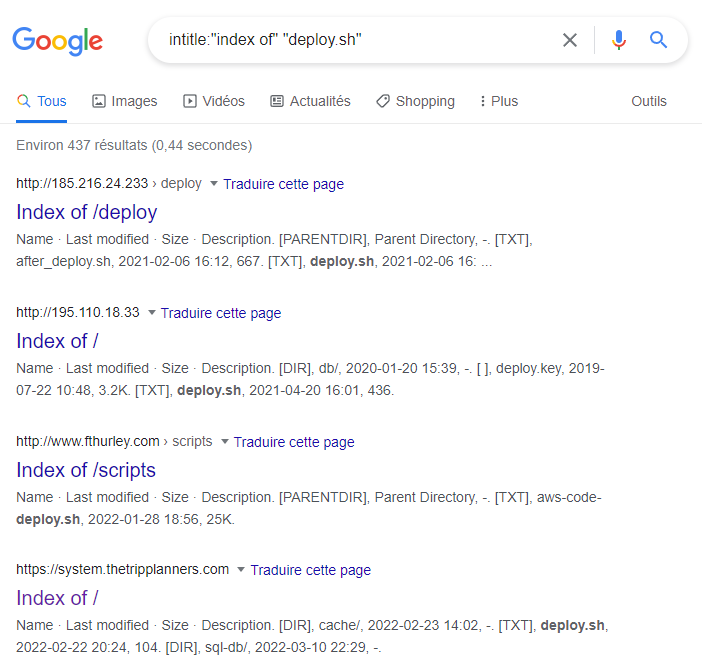 Google
intitle:"index of" "deploy.sh"
Tous Images Vidéos Actualités Shopping Plus Outils
Environ 437 résultats (0,44 secondes)
http://185.216.24.233 › deploy Traduire cette page
Index of /deploy
Name · Last modified · Size · Description. [PARENTDIR], Parent Directory, -. [TXT],
after_deploy.sh, 2021-02-06 16:12, 667. [TXT], deploy.sh, 2021-02-06 16: ...
http://195.110.18.33 Traduire cette page
Index of /
Name · Last modified · Size · Description. [DIR], db/, 2020-01-20 15:39, -. [ ], deploy.key, 2019-
07-22 10:48, 3.2K. [TXT], deploy.sh, 2021-04-20 16:01, 436.
http://www.fthurley.com › scripts Traduire cette page
Index of /scripts
Name · Last modified · Size · Description. [PARENTDIR], Parent Directory, -. [TXT], aws-code-
deploy.sh, 2022-01-28 18:56, 25K.
https://system.thetripplanners.com Traduire cette page
Index of /
Name · Last modified · Size · Description. [DIR], cache/, 2022-02-23 14:02, -. [TXT], deploy.sh,
2022-02-22 20:24, 104. [DIR], sql-db/, 2022-03-10 22:29, -.